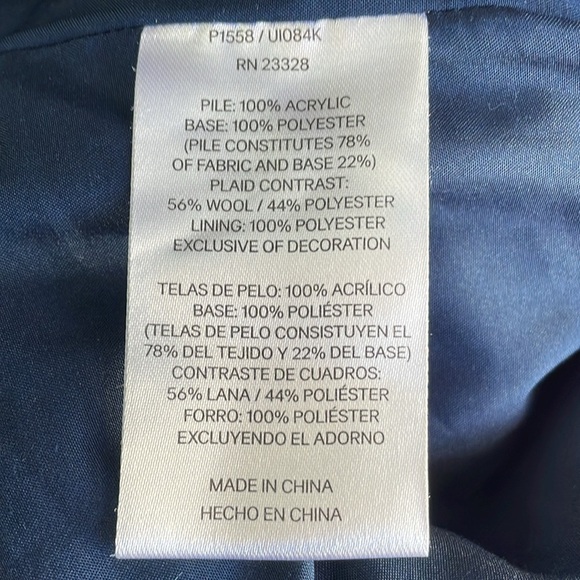 P1558 / UI084K
RN 23328
PILE: 100% ACRYLIC
BASE: 100% POLYESTER
(PILE CONSTITUTES 78%
OF FABRIC AND BASE 22%)
PLAID CONTRAST:
56% WOOL / 44% POLYESTER
LINING: 100% POLYESTER
EXCLUSIVE OF DECORATION
TELAS DE PELO: 100% ACRÍLICO
BASE: 100% POLIÉSTER
(TELAS DE PELO CONSISTUYEN EL
78% DEL TEJIDO Y 22% DEL BASE)
CONTRASTE DE CUADROS:
56% LANA / 44% POLIÉSTER
FORRO: 100% POLIÉSTER
EXCLUYENDO EL ADORNO
MADE IN CHINA
HECHO EN CHINA